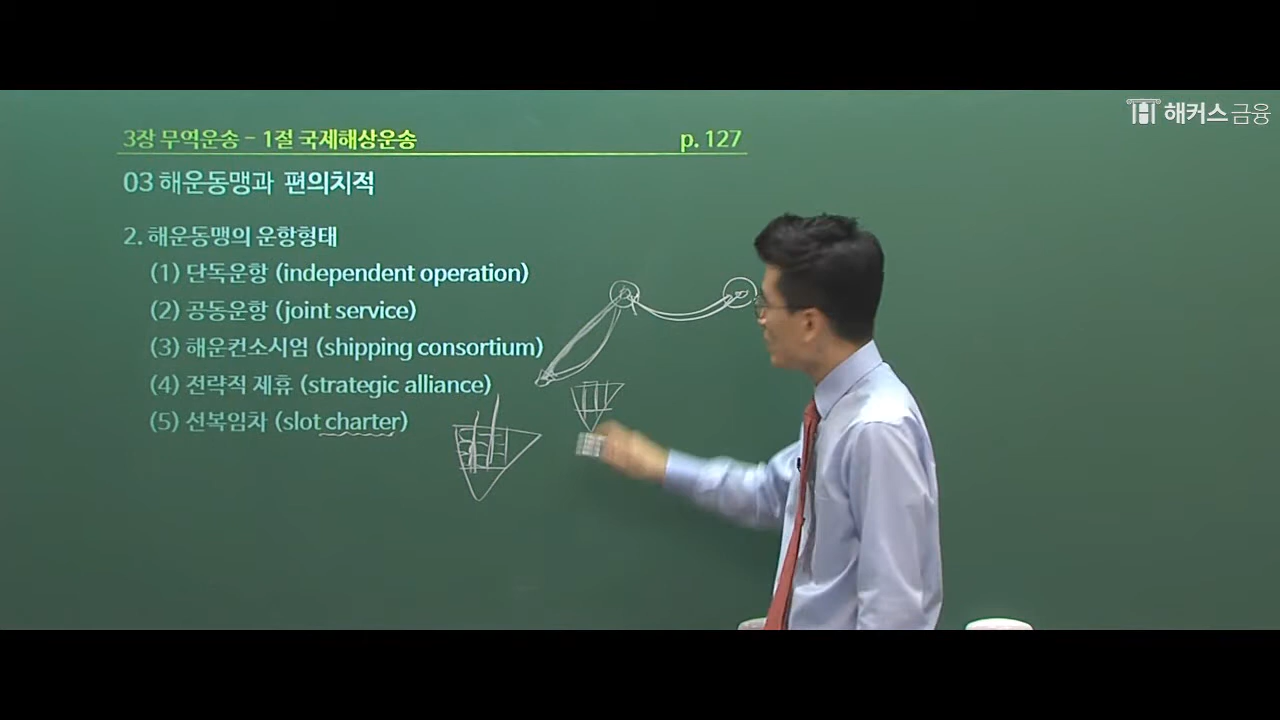 해커스 금융
3장 무역운송 - 1절 국제해상운송 p. 127
03 해운동맹과 편의치적
2. 해운동맹의 운항형태
(1) 단독운항 (independent operation)
(2) 공동운항 (joint service)
(3) 해운컨소시엄 (shipping consortium)
(4) 전략적 제휴 (strategic alliance)
(5) 선복임차 (slot charter)